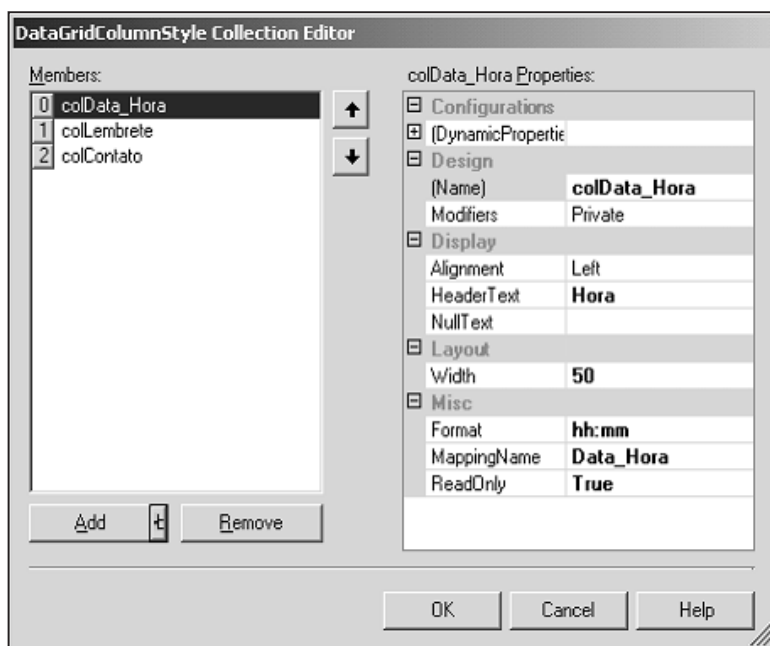 DataGridColumnStyle Collection Editor
Members:
0 colData_Hora
1 colLembrete
2 colContato
Add
Remove
colData_Hora Properties:
Configurations
(DynamicPropertie
Design
(Name) colData_Hora
Modifiers Private
Display
Alignment Left
HeaderText Hora
NullText
Layout
Width 50
Misc
Format hh:mm
MappingName Data_Hora
ReadOnly True
OK Cancel Help